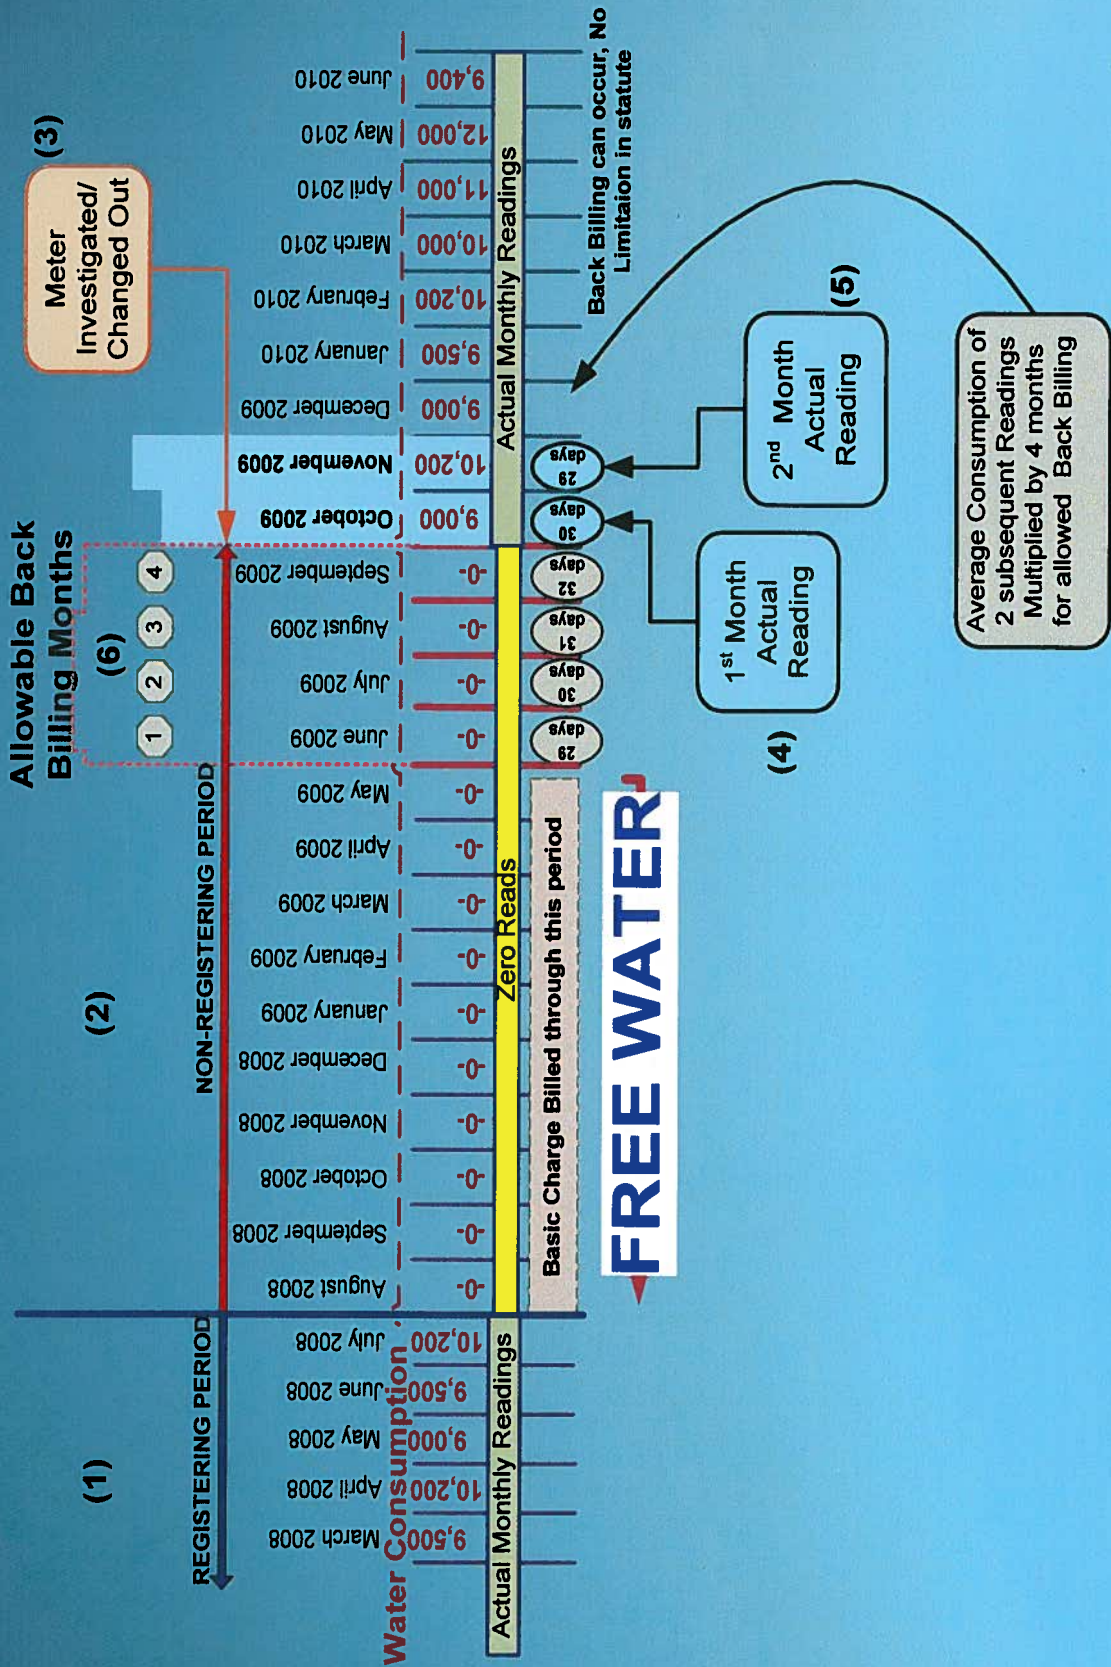 Allowable Back
Billing Months
(1)
(2)
(6)
(3)
Meter
Investigated/
Changed Out
1
2
3
4
REGISTERING PERIOD
NON-REGISTERING PERIOD
March 2008
April 2008
May 2008
June 2008
July 2008
August 2008
September 2008
October 2008
November 2008
December 2008
January 2009
February 2009
March 2009
April 2009
May 2009
June 2009
July 2009
August 2009
September 2009
October 2009
November 2009
December 2009
January 2010
February 2010
March 2010
April 2010
May 2010
June 2010
Water Consumption
9,500
10,200
9,000
9,500
10,200
-0-
-0-
-0-
-0-
-0-
-0-
-0-
-0-
-0-
-0-
-0-
-0-
-0-
-0-
9,000
10,200
9,000
9,500
10,200
10,000
11,000
12,000
9,400
Actual Monthly Readings
Zero Reads
Actual Monthly Readings
Basic Charge Billed through this period
29
days
30
days
31
days
32
days
30
days
29
days
Back Billing can occur, No
Limitaion in statute
FREE WATER
1st Month
Actual
Reading
(4)
2nd Month
Actual
Reading
(5)
Average Consumption of
2 subsequent Readings
Multiplied by 4 months
for allowed Back Billing